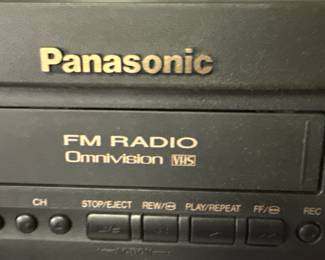 Panasonic
FM RADIO
Omnivision VHS
CH STOP/EJECT REW/ PLAY/REPEAT FF/ REC